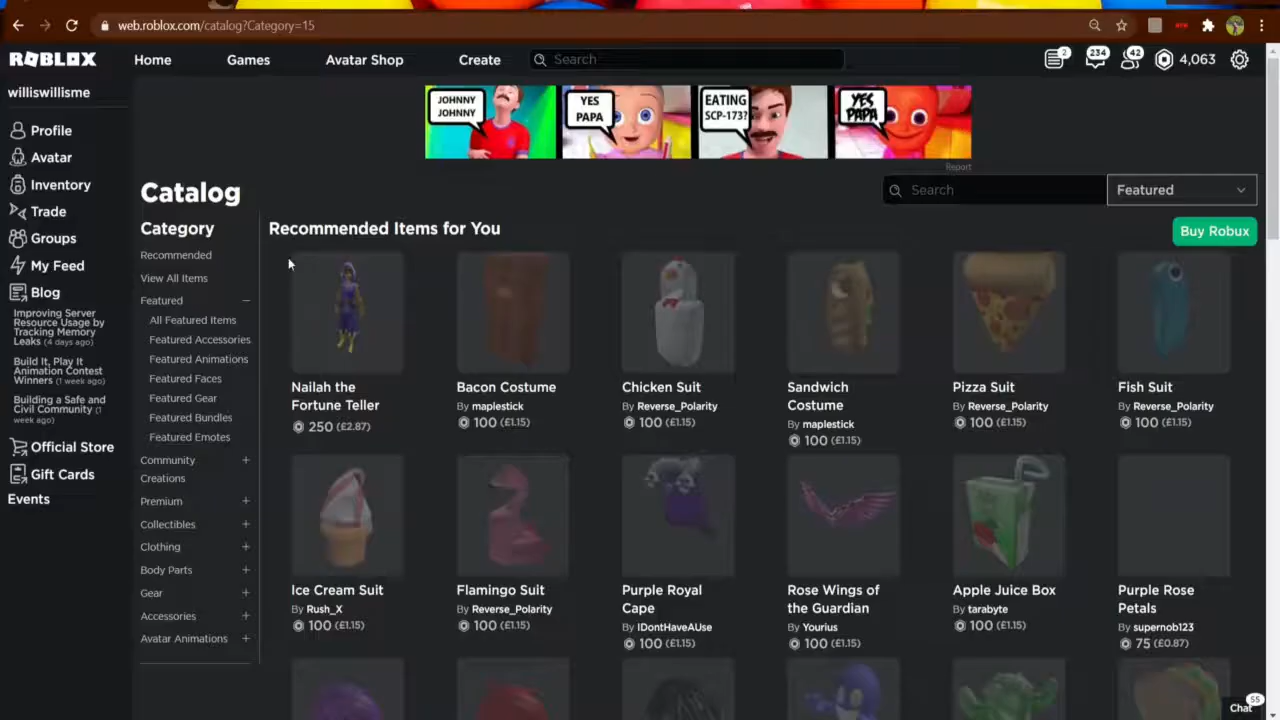 web.roblox.com/catalog?Category=15
ROBLOX
Home
Games
Avatar Shop
Create
Search
2
234
42
4,063
williswillisme
Profile
Avatar
Inventory
Trade
Groups
My Feed
Blog
Improving Server
Resource Usage by
Tracking Memory
Leaks (4 days ago)
Build It, Play It
Animation Contest
Winners (1 week ago)
Building a Safe and
Civil Community (1
week ago)
Official Store
Gift Cards
Events
JOHNNY
JOHNNY
YES
PAPA
EATING
SCP-173?
YES
PAPA
Report
Catalog
Search
Featured
Category
Recommended
View All Items
Featured
All Featured Items
Featured Accessories
Featured Animations
Featured Faces
Featured Gear
Featured Bundles
Featured Emotes
Community
Creations
Premium
Collectibles
Clothing
Body Parts
Gear
Accessories
Avatar Animations
Recommended Items for You
Buy Robux
Nailah the
Fortune Teller
250 (£2.87)
Bacon Costume
By maplestick
100 (£1.15)
Chicken Suit
By Reverse_Polarity
100 (£1.15)
Sandwich
Costume
By maplestick
100 (£1.15)
Pizza Suit
By Reverse_Polarity
100 (£1.15)
Fish Suit
By Reverse_Polarity
100 (£1.15)
Ice Cream Suit
By Rush_X
100 (£1.15)
Flamingo Suit
By Reverse_Polarity
100 (£1.15)
Purple Royal
Cape
By IDontHaveAUse
100 (£1.15)
Rose Wings of
the Guardian
By Yourius
100 (£1.15)
Apple Juice Box
By tarabyte
100 (£1.15)
Purple Rose
Petals
By supernob123
75 (£0.87)
Chat
55